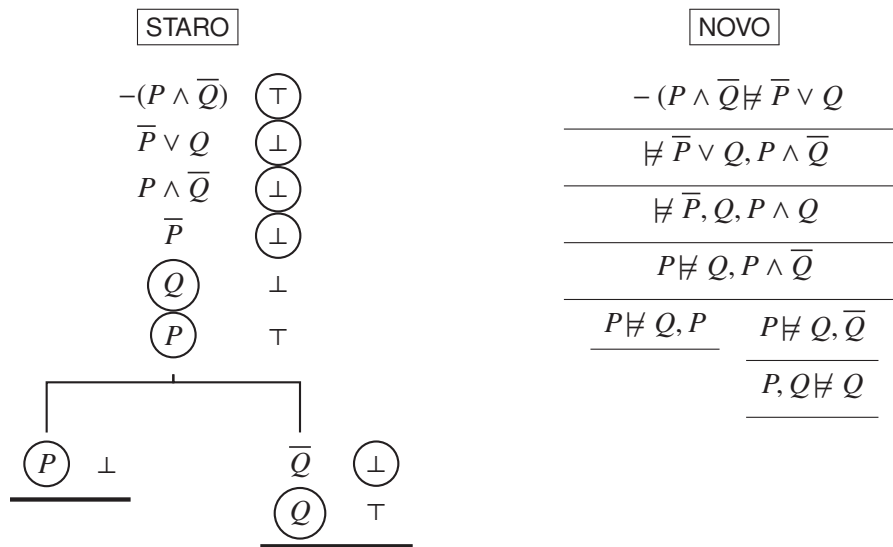 STARO
−(P ∧ Q̅) ⊤
P̅ ∨ Q ⊥
P ∧ Q̅ ⊥
P̅ ⊥
Q ⊥
P ⊤
P ⊥ Q̅ ⊥
Q ⊤
NOVO
− (P ∧ Q̅ ⊭ P̅ ∨ Q
⊭ P̅ ∨ Q, P ∧ Q̅
⊭ P̅, Q, P ∧ Q
P ⊭ Q, P ∧ Q̅
P ⊭ Q, P P ⊭ Q, Q̅
P, Q ⊭ Q